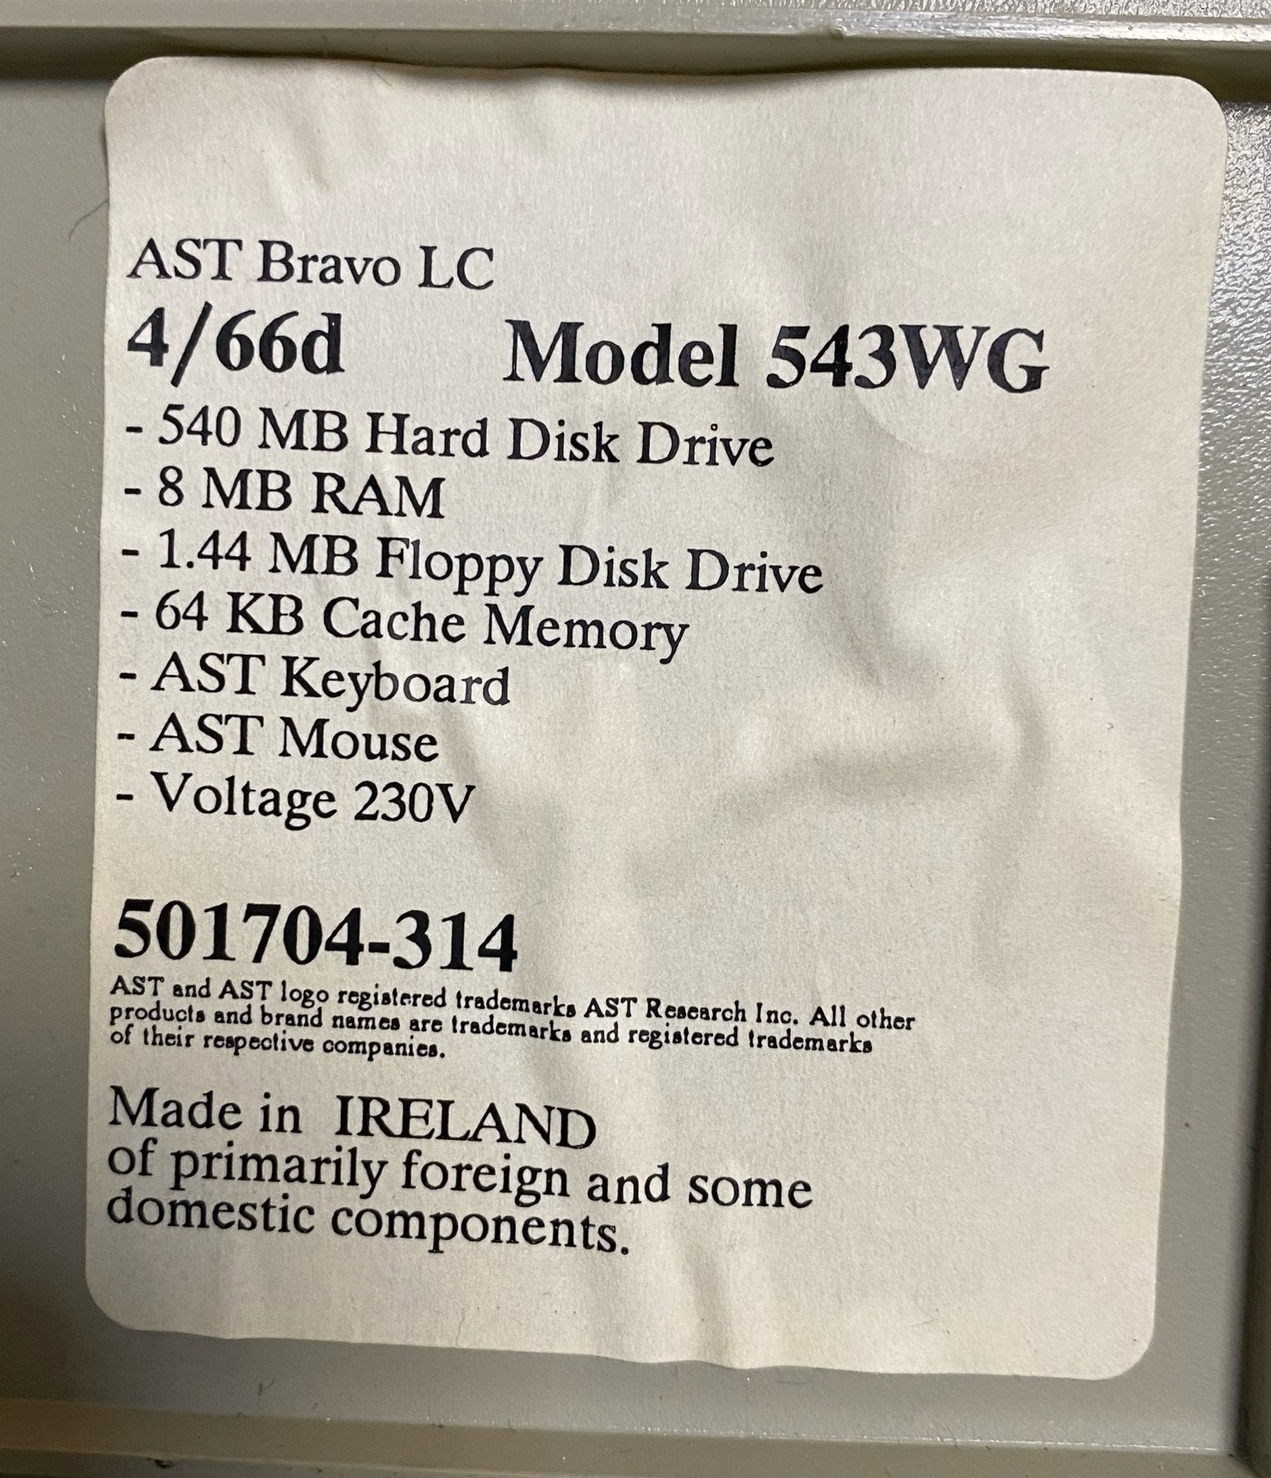 AST Bravo LC
4/66d Model 543WG
- 540 MB Hard Disk Drive
- 8 MB RAM
- 1.44 MB Floppy Disk Drive
- 64 KB Cache Memory
- AST Keyboard
- AST Mouse
- Voltage 230V
501704-314
AST and AST logo registered trademarks AST Research Inc. All other
products and brand names are trademarks and registered trademarks
of their respective companies.
Made in IRELAND
of primarily foreign and some
domestic components.